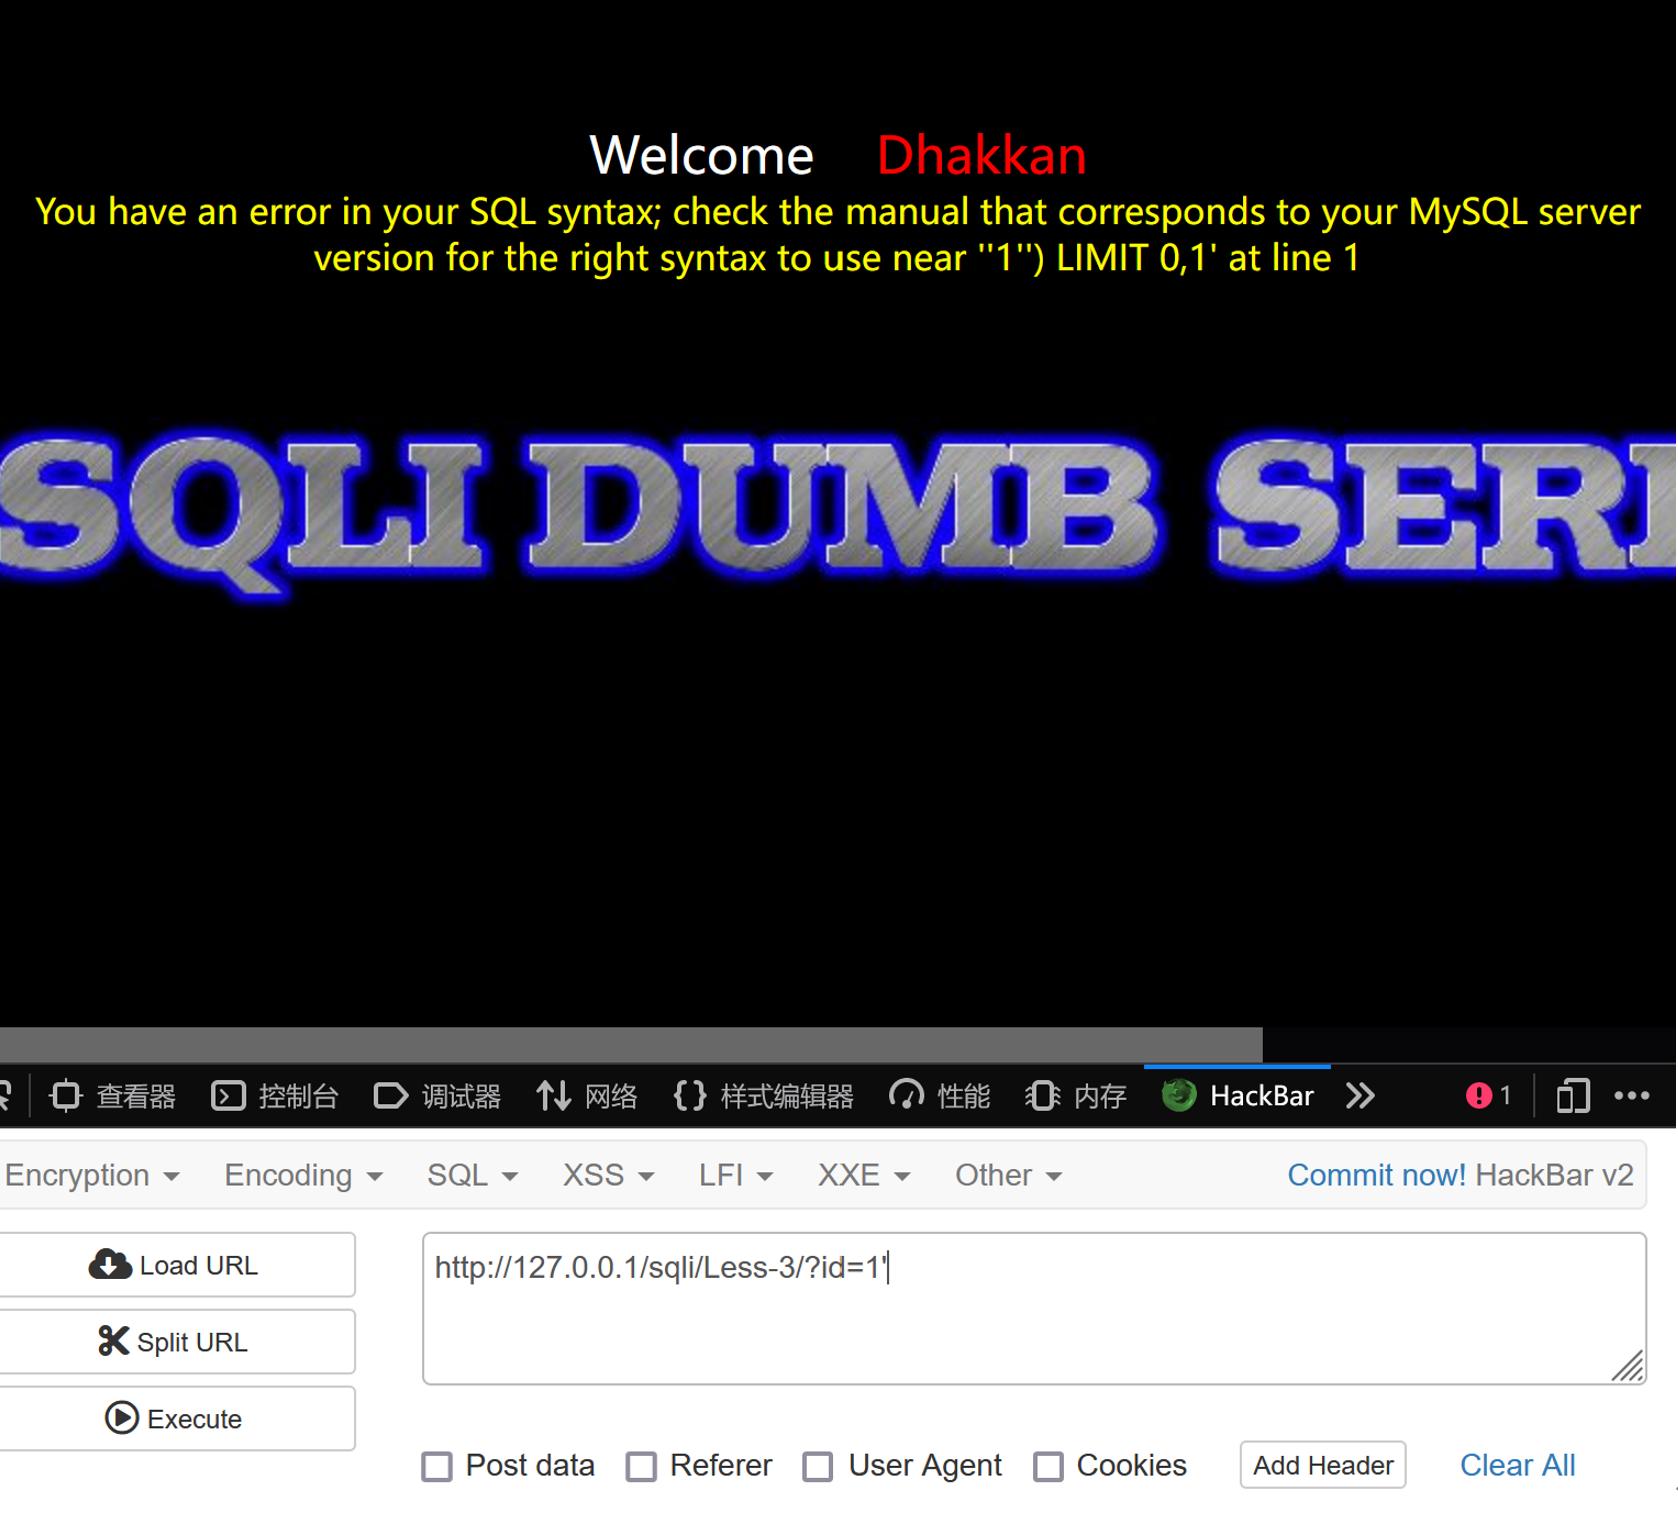 Welcome Dhakkan
You have an error in your SQL syntax; check the manual that corresponds to your MySQL server
version for the right syntax to use near ''1'') LIMIT 0,1' at line 1
SQLI DUMB SERI
查看器 控制台 调试器 网络 样式编辑器 性能 内存 HackBar 1
Encryption Encoding SQL XSS LFI XXE Other Commit now! HackBar v2
Load URL
http://127.0.0.1/sqli/Less-3/?id=1'
Split URL
Execute
Post data Referer User Agent Cookies Add Header Clear All